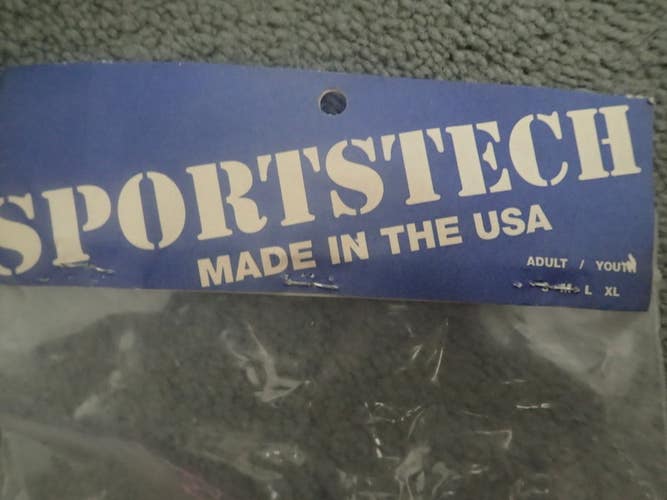 SPORTSTECH
MADE IN THE USA
ADULT / YOUTH
S M L XL